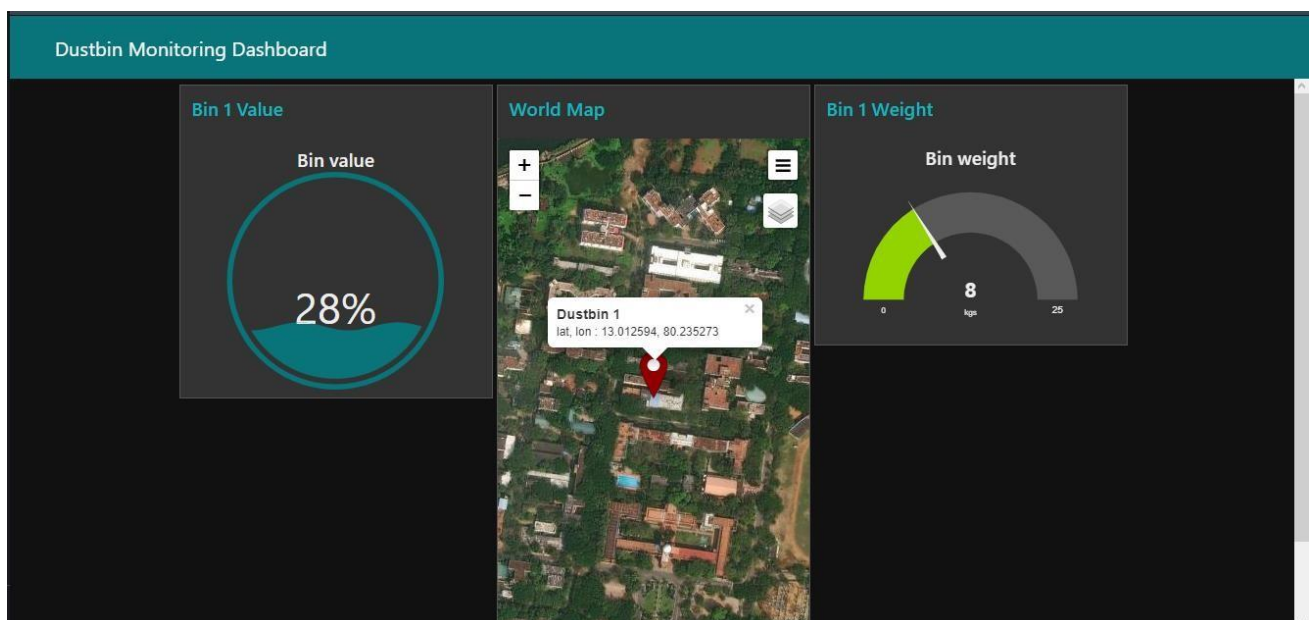 Dustbin Monitoring Dashboard
Bin 1 Value
Bin value
28%
World Map
+
−
Dustbin 1
×
lat, lon : 13.012594, 80.235273
Bin 1 Weight
Bin weight
8
0
kgs
25